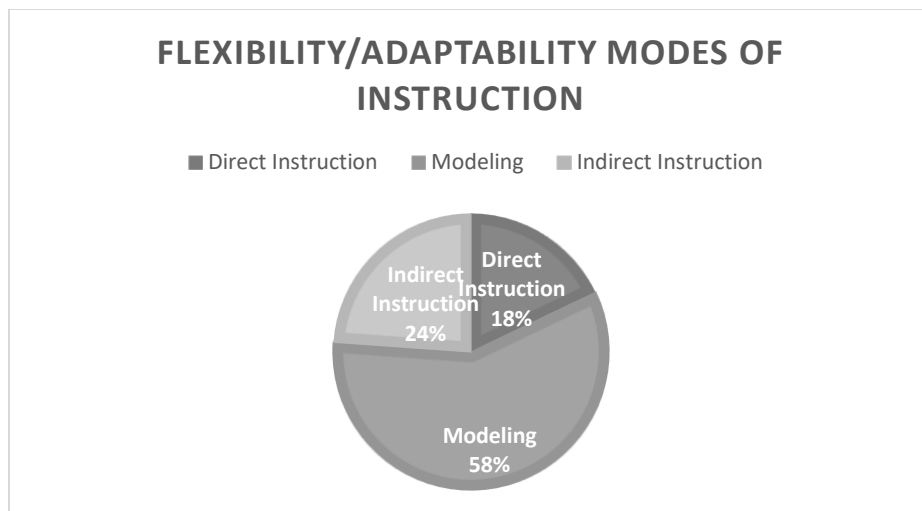 FLEXIBILITY/ADAPTABILITY MODES OF
INSTRUCTION
Direct Instruction Modeling Indirect Instruction
Direct
Instruction
18%
Indirect
Instruction
24%
Modeling
58%